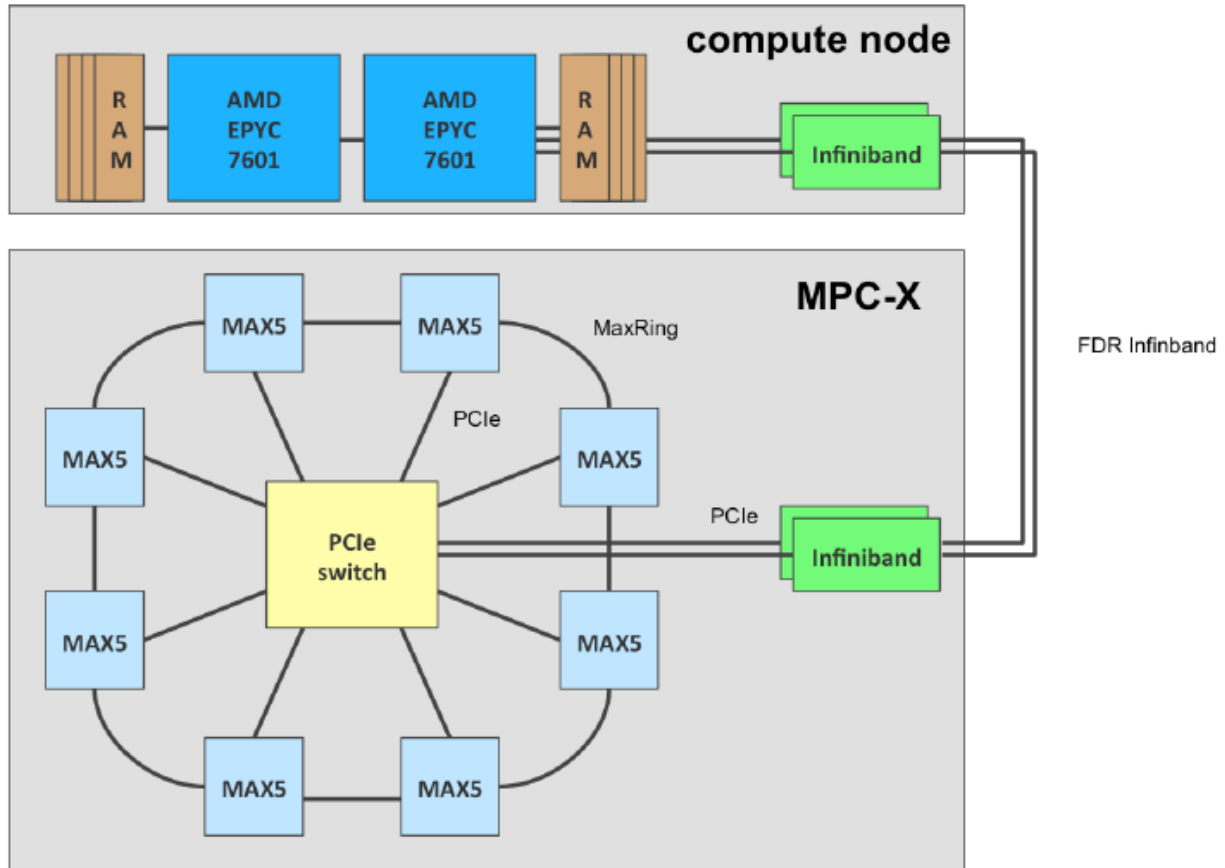 compute node
R
A
M
AMD
EPYC
7601
AMD
EPYC
7601
R
A
M
Infiniband
MPC-X
MAX5
MAX5
MaxRing
FDR Infinband
PCIe
MAX5
MAX5
PCIe
switch
PCIe
Infiniband
MAX5
MAX5
MAX5
MAX5